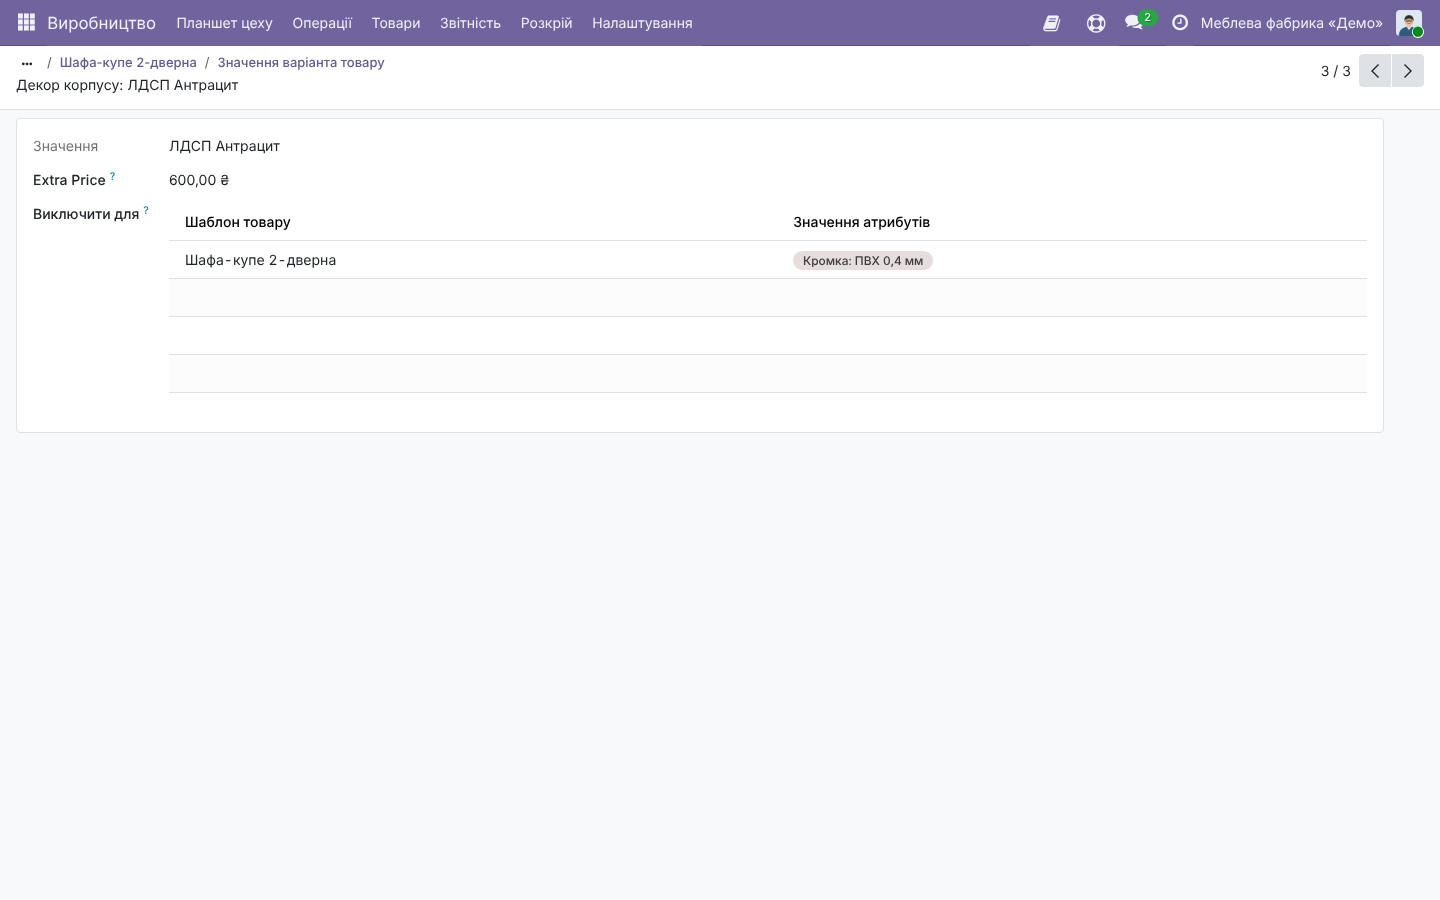 Виробництво Планшет цеху Операції Товари Звітність Розкрій Налаштування 2 Меблева фабрика «Демо»
... / Шафа-купе 2-дверна / Значення варіанта товару
Декор корпусу: ЛДСП Антрацит
3 / 3
Значення ЛДСП Антрацит
Extra Price ? 600,00 ₴
Виключити для ?
Шаблон товару Значення атрибутів
Шафа-купе 2-дверна Кромка: ПВХ 0,4 мм